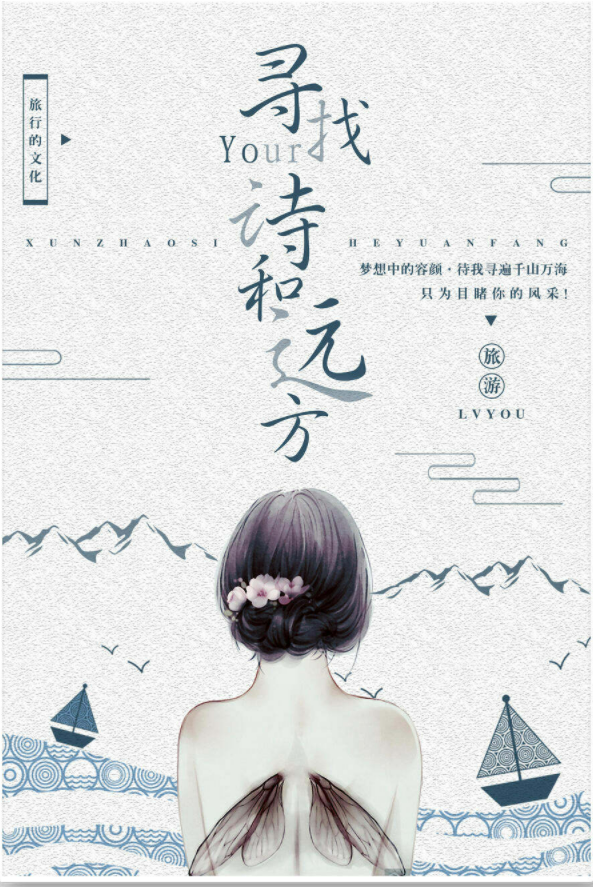 旅行的文化
寻找
Your
诗
和
远
方
XUNZHAOSI HEYUANFANG
梦想中的容颜·待我寻遍千山万海
只为目睹你的风采!
旅
游
LVYOU